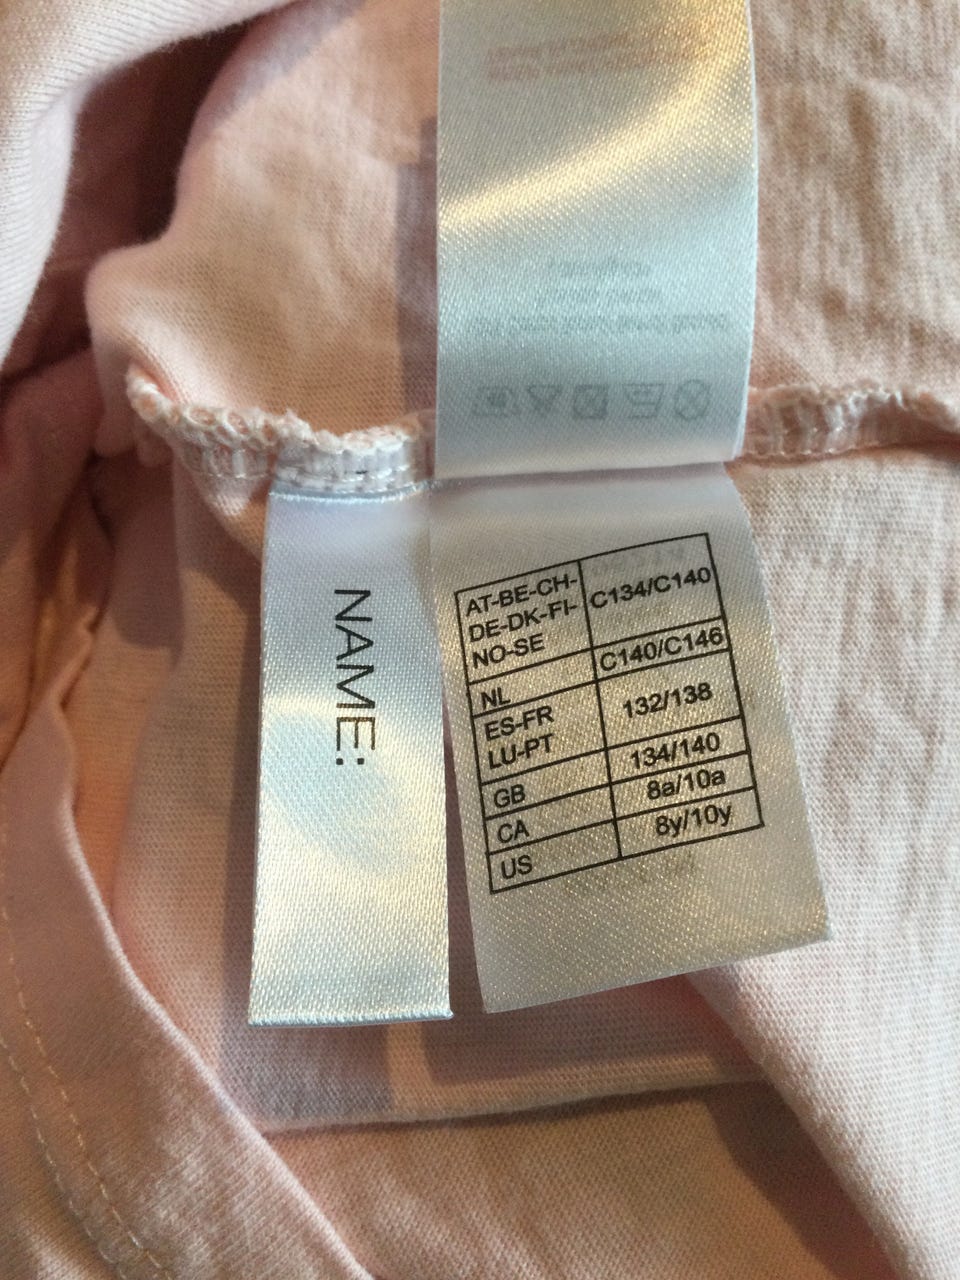 NAME:
AT-BE-CH-
DE-DK-FI-
NO-SE
C134/C140
NL
C140/C146
ES-FR
LU-PT
132/138
GB
134/140
CA
8a/10a
US
8y/10y